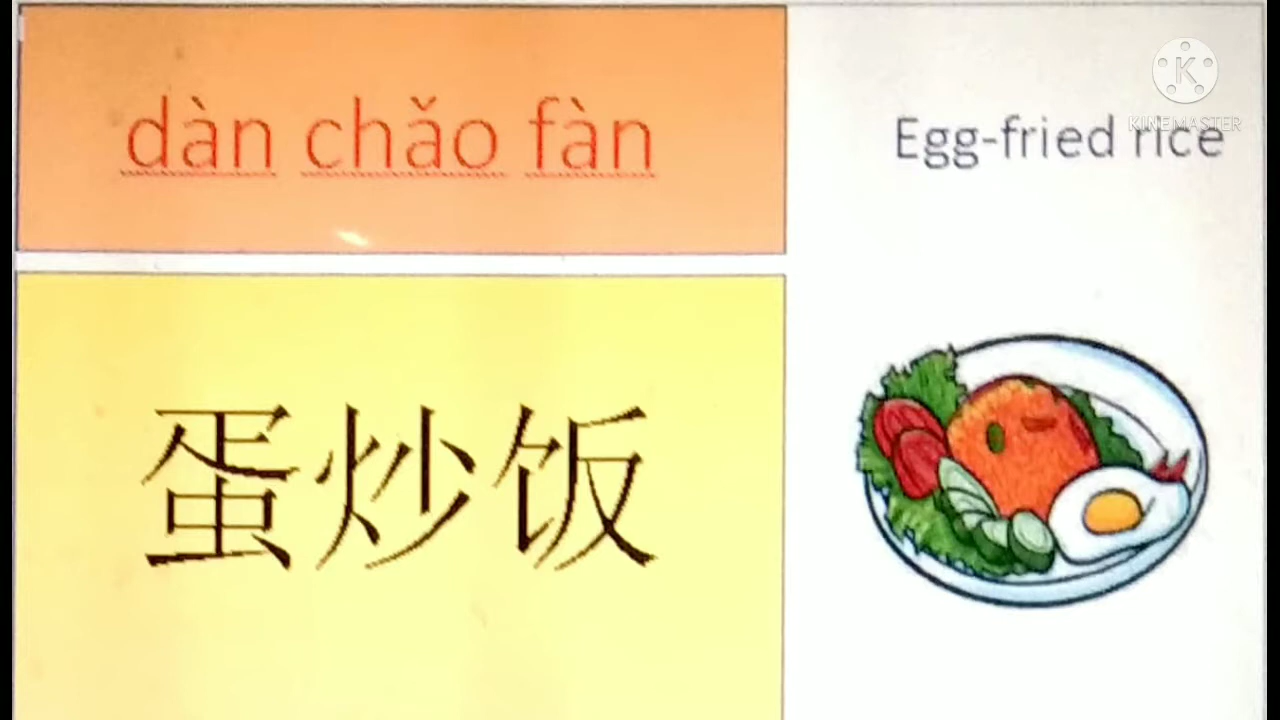 dàn chǎo fàn
Egg-fried rice
蛋炒饭
K
KINEMASTER